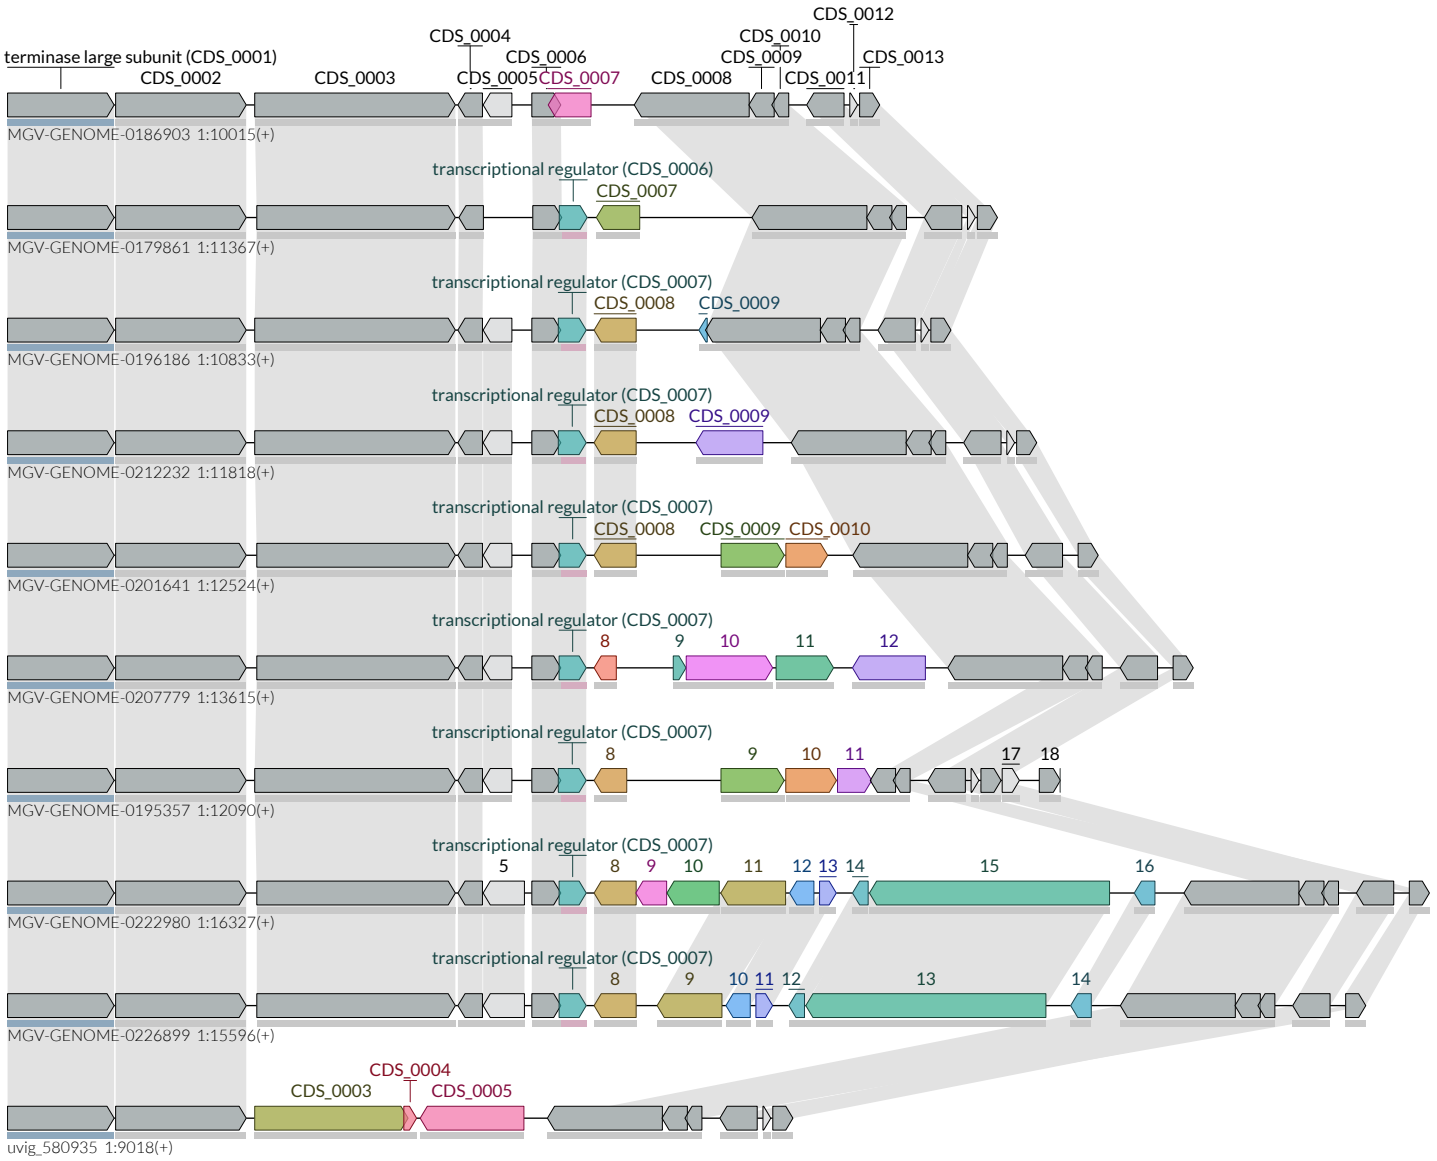 CDS_0012
CDS_0004 CDS_0010
terminase large subunit (CDS_0001) CDS_0006 CDS_0009 CDS_0013
CDS_0002 CDS_0003 CDS_0005 CDS_0007 CDS_0008 CDS_0011
MGV-GENOME-0186903 1:10015(+)
transcriptional regulator (CDS_0006)
CDS_0007
MGV-GENOME-0179861 1:11367(+)
transcriptional regulator (CDS_0007)
CDS_0008 CDS_0009
MGV-GENOME-0196186 1:10833(+)
transcriptional regulator (CDS_0007)
CDS_0008 CDS_0009
MGV-GENOME-0212232 1:11818(+)
transcriptional regulator (CDS_0007)
CDS_0008 CDS_0009 CDS_0010
MGV-GENOME-0201641 1:12524(+)
transcriptional regulator (CDS_0007)
8 9 10 11 12
MGV-GENOME-0207779 1:13615(+)
transcriptional regulator (CDS_0007)
8 9 10 11 17 18
MGV-GENOME-0195357 1:12090(+)
transcriptional regulator (CDS_0007)
5 8 9 10 11 12 13 14 15 16
MGV-GENOME-0222980 1:16327(+)
transcriptional regulator (CDS_0007)
8 9 10 11 12 13 14
MGV-GENOME-0226899 1:15596(+)
CDS_0004
CDS_0003 CDS_0005
uvig_580935 1:9018(+)